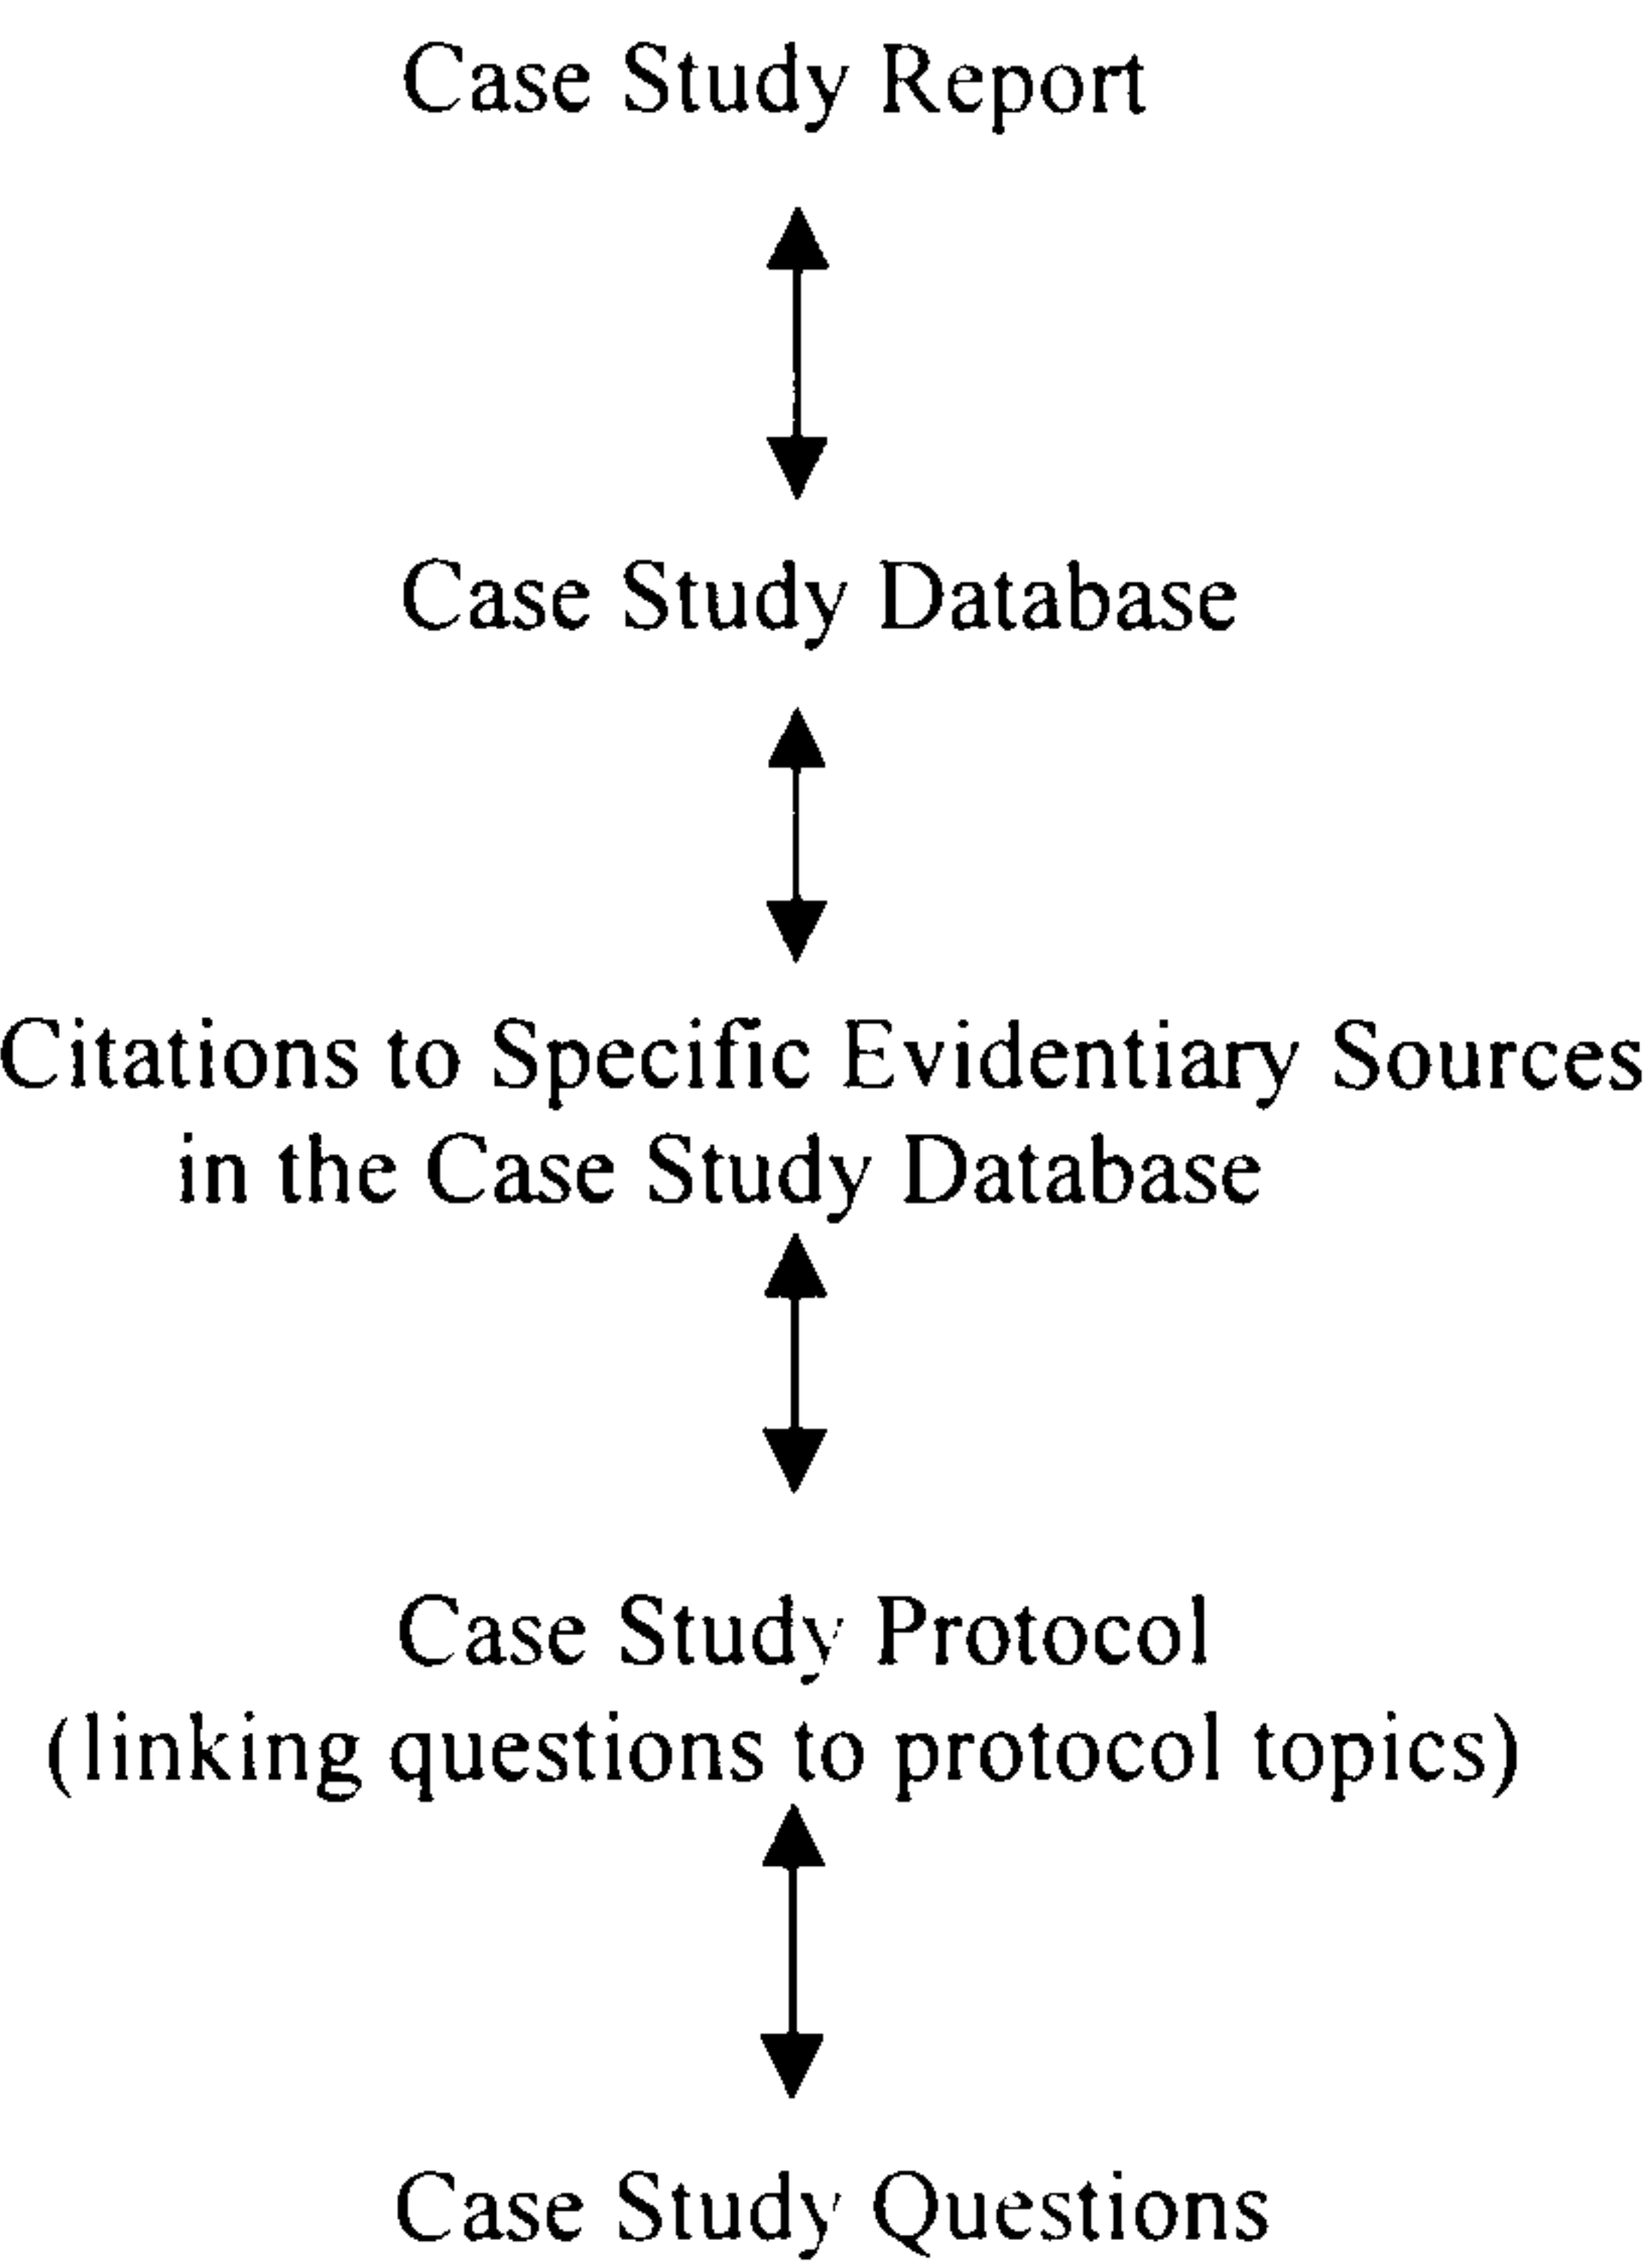 Case Study Report
Case Study Database
Citations to Specific Evidentiary Sources
in the Case Study Database
Case Study Protocol
(linking questions to protocol topics)
Case Study Questions